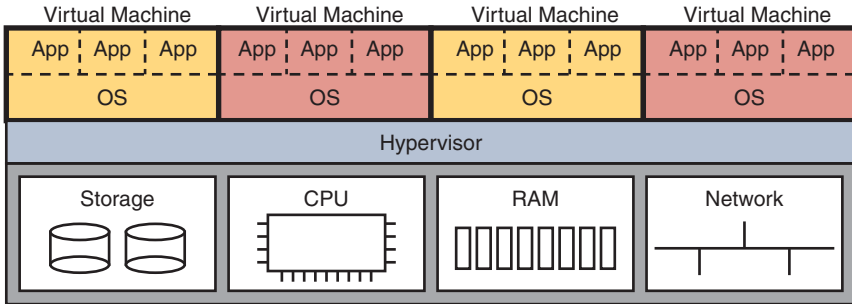 Virtual Machine Virtual Machine Virtual Machine Virtual Machine
App App App App App App App App App App App App
OS OS OS OS
Hypervisor
Storage CPU RAM Network